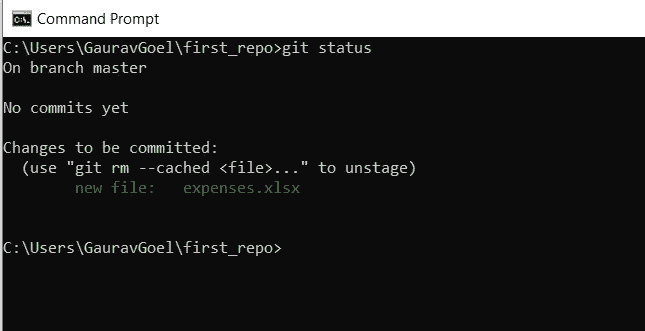 Command Prompt
C:\Users\GauravGoel\first_repo>git status
On branch master
No commits yet
Changes to be committed:
  (use "git rm --cached <file>..." to unstage)
        new file:   expenses.xlsx
C:\Users\GauravGoel\first_repo>